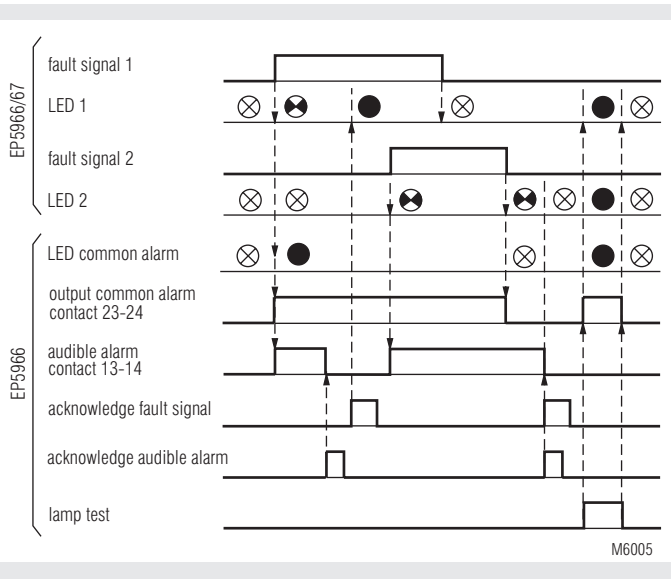 EP5966/67
fault signal 1
LED 1
fault signal 2
LED 2
EP5966
LED common alarm
output common alarm
contact 23-24
audible alarm
contact 13-14
acknowledge fault signal
acknowledge audible alarm
lamp test
M6005